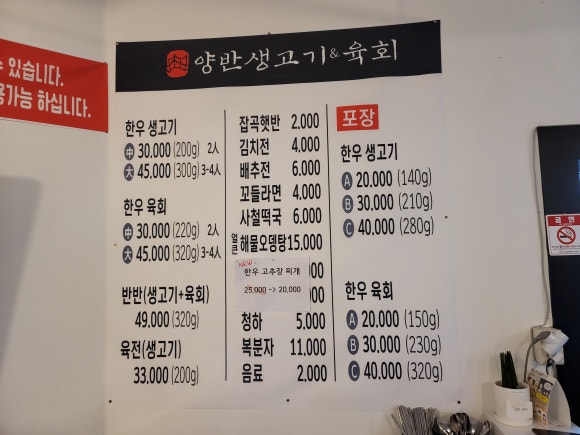 양반생고기&육회
수 있습니다.
용가능 하십니다.
한우 생고기
中 30.000 (200g) 2人
大 45.000 (300g) 3-4人
한우 육회
中 30.000 (220g) 2人
大 45.000 (320g) 3-4人
반반(생고기+육회)
49.000 (320g)
육전(생고기)
33.000 (200g)
잡곡햇반 2.000
김치전 4.000
배추전 6.000
꼬들라면 4.000
사철떡국 6.000
얼큰 해물오뎅탕 15.000
NEW
한우 고추장 찌개
25,000 -> 20,000
청하 5.000
복분자 11.000
음료 2.000
포장
한우 생고기
A 20.000 (140g)
B 30.000 (210g)
C 40.000 (280g)
한우 육회
A 20.000 (150g)
B 30.000 (230g)
C 40.000 (320g)
금연